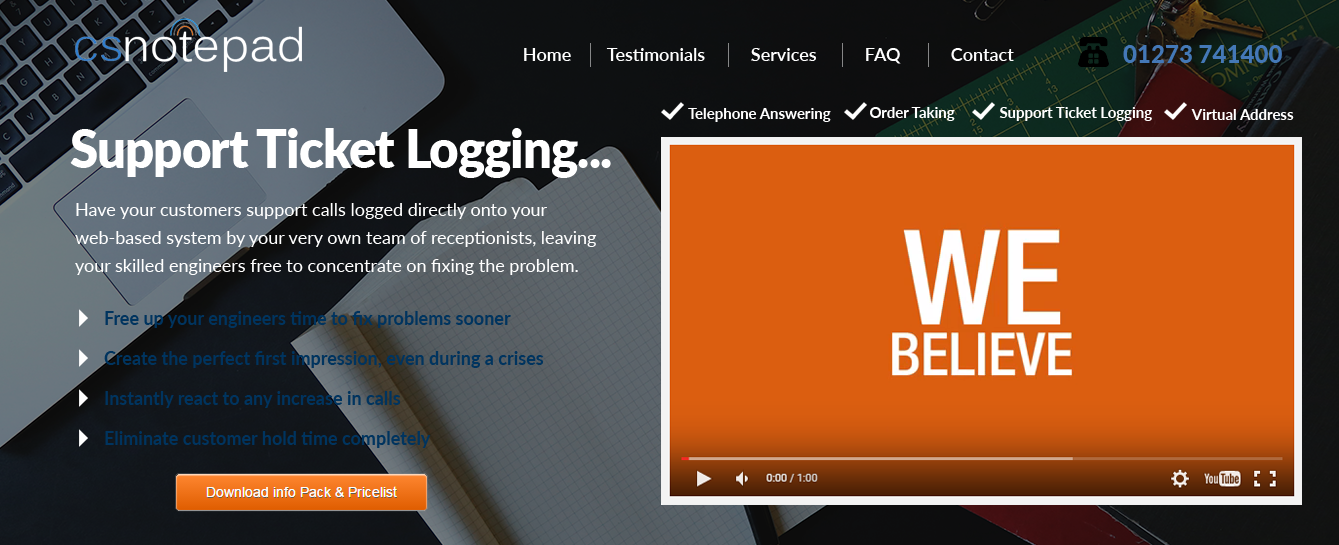 csnotepad
Home
Testimonials
Services
FAQ
Contact
01273 741400
Telephone Answering
Order Taking
Support Ticket Logging
Virtual Address
Support Ticket Logging...
Have your customers support calls logged directly onto your
web-based system by your very own team of receptionists, leaving
your skilled engineers free to concentrate on fixing the problem.
Free up your engineers time to fix problems sooner
Create the perfect first impression, even during a crises
Instantly react to any increase in calls
Eliminate customer hold time completely
Download info Pack & Pricelist
WE
BELIEVE
0:00 / 1:00
YouTube